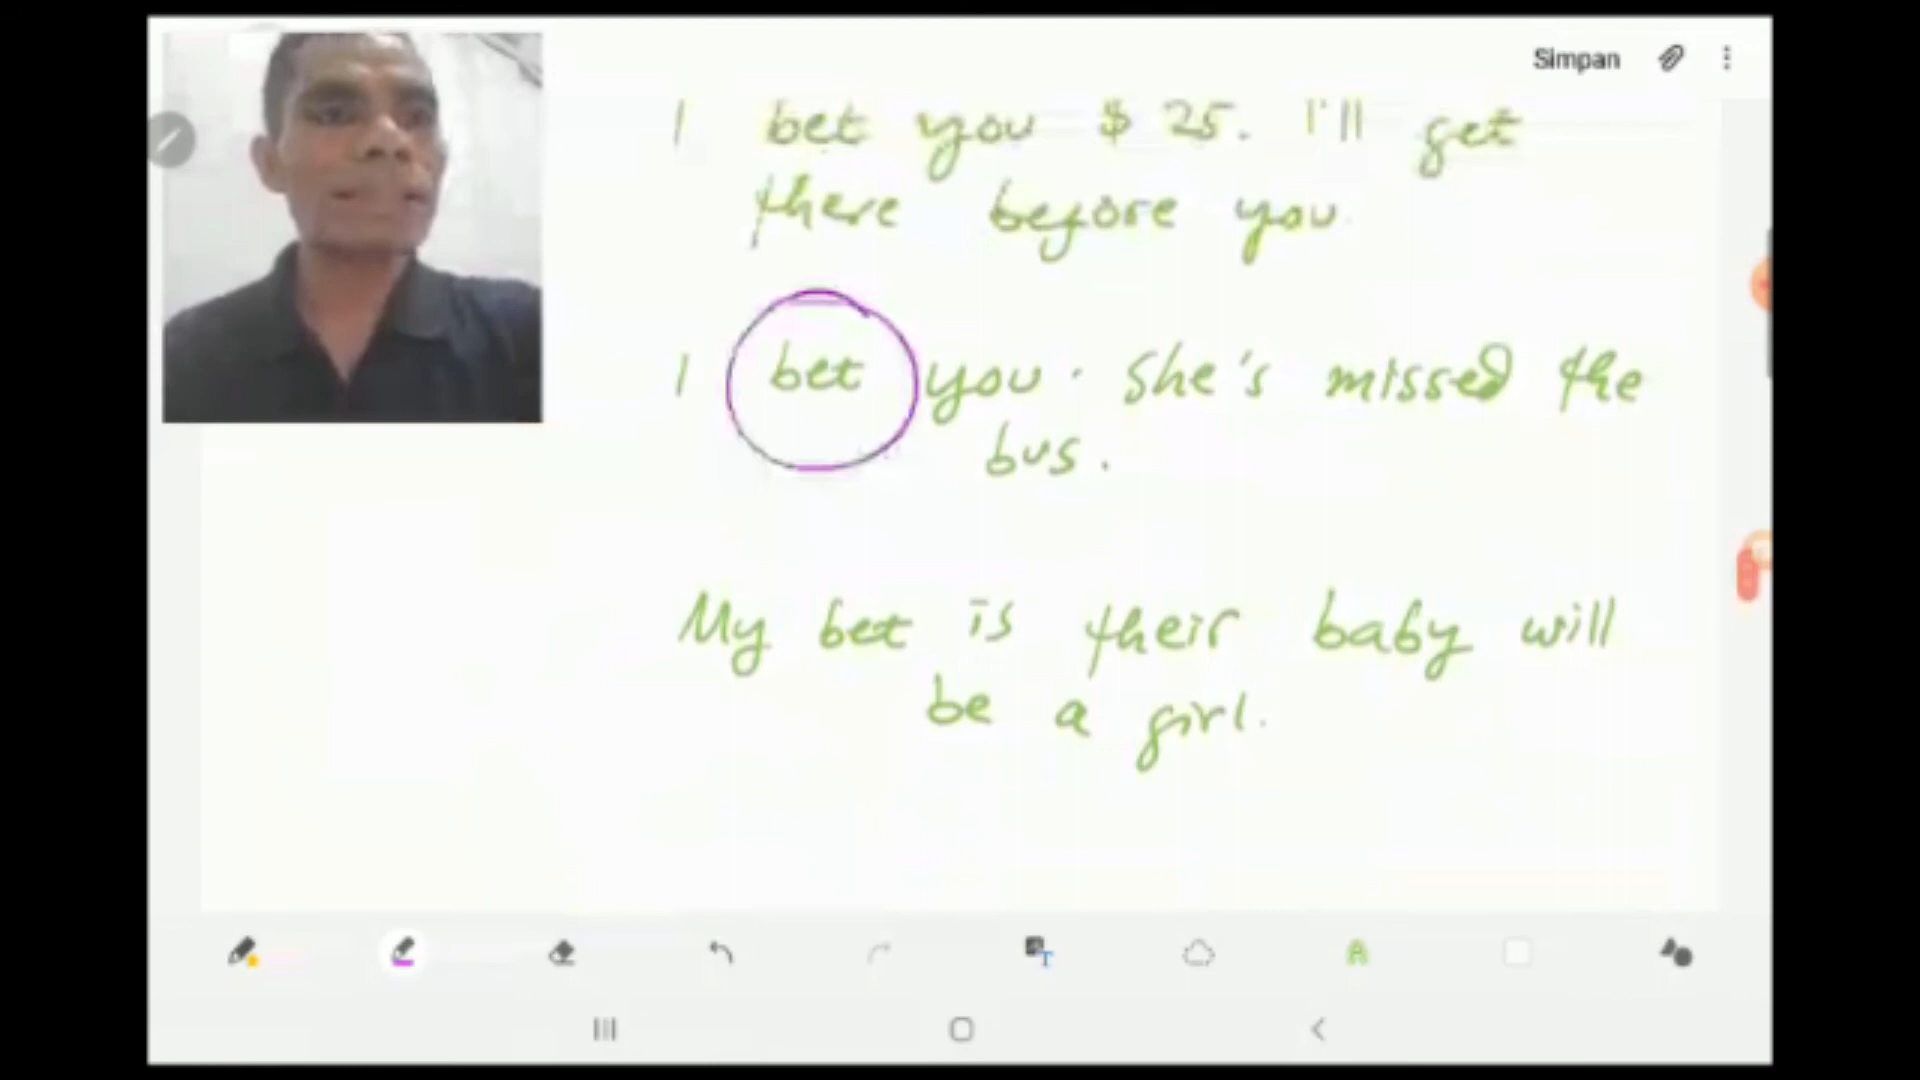 Simpan
I bet you $ 25. I'll get
there before you.
I bet you. She's missed the
bus.
My bet is their baby will
be a girl.